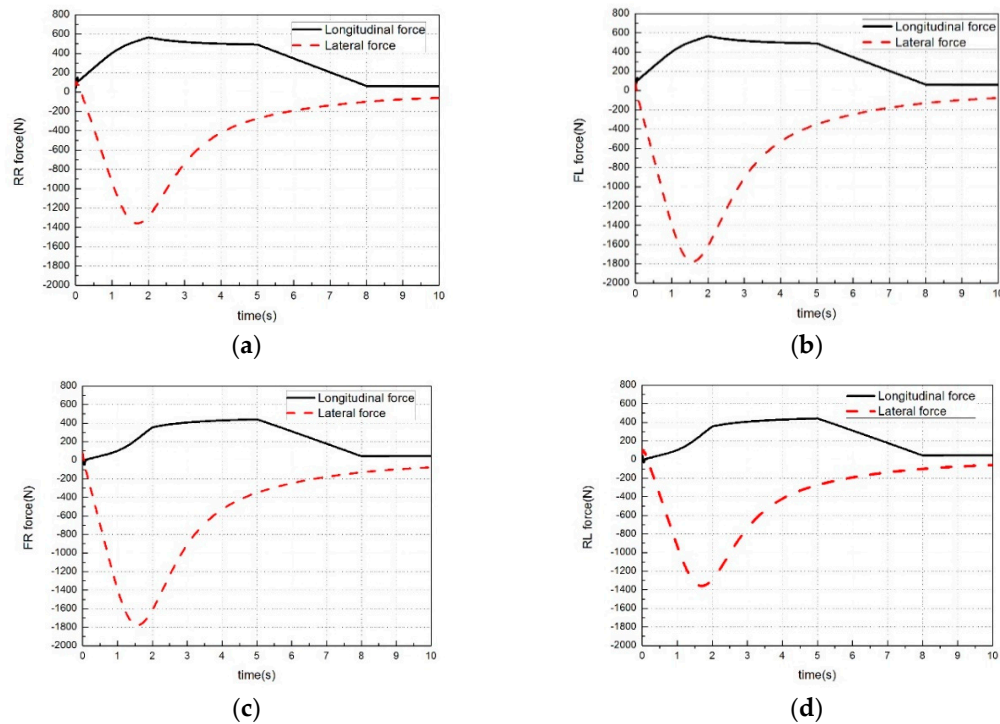 800
600
400
200
0
-200
-400
-600
-800
-1000
-1200
-1400
-1600
-1800
-2000
RR force(N)
Longitudinal force
Lateral force
0 1 2 3 4 5 6 7 8 9 10
time(s)
(a)
800
600
400
200
0
-200
-400
-600
-800
-1000
-1200
-1400
-1600
-1800
-2000
FL force(N)
Longitudinal force
Lateral force
0 1 2 3 4 5 6 7 8 9 10
time(s)
(b)
800
600
400
200
0
-200
-400
-600
-800
-1000
-1200
-1400
-1600
-1800
-2000
FR force(N)
Longitudinal force
Lateral force
0 1 2 3 4 5 6 7 8 9 10
time(s)
(c)
800
600
400
200
0
-200
-400
-600
-800
-1000
-1200
-1400
-1600
-1800
-2000
RL force(N)
Longitudinal force
Lateral force
0 1 2 3 4 5 6 7 8 9 10
time(s)
(d)